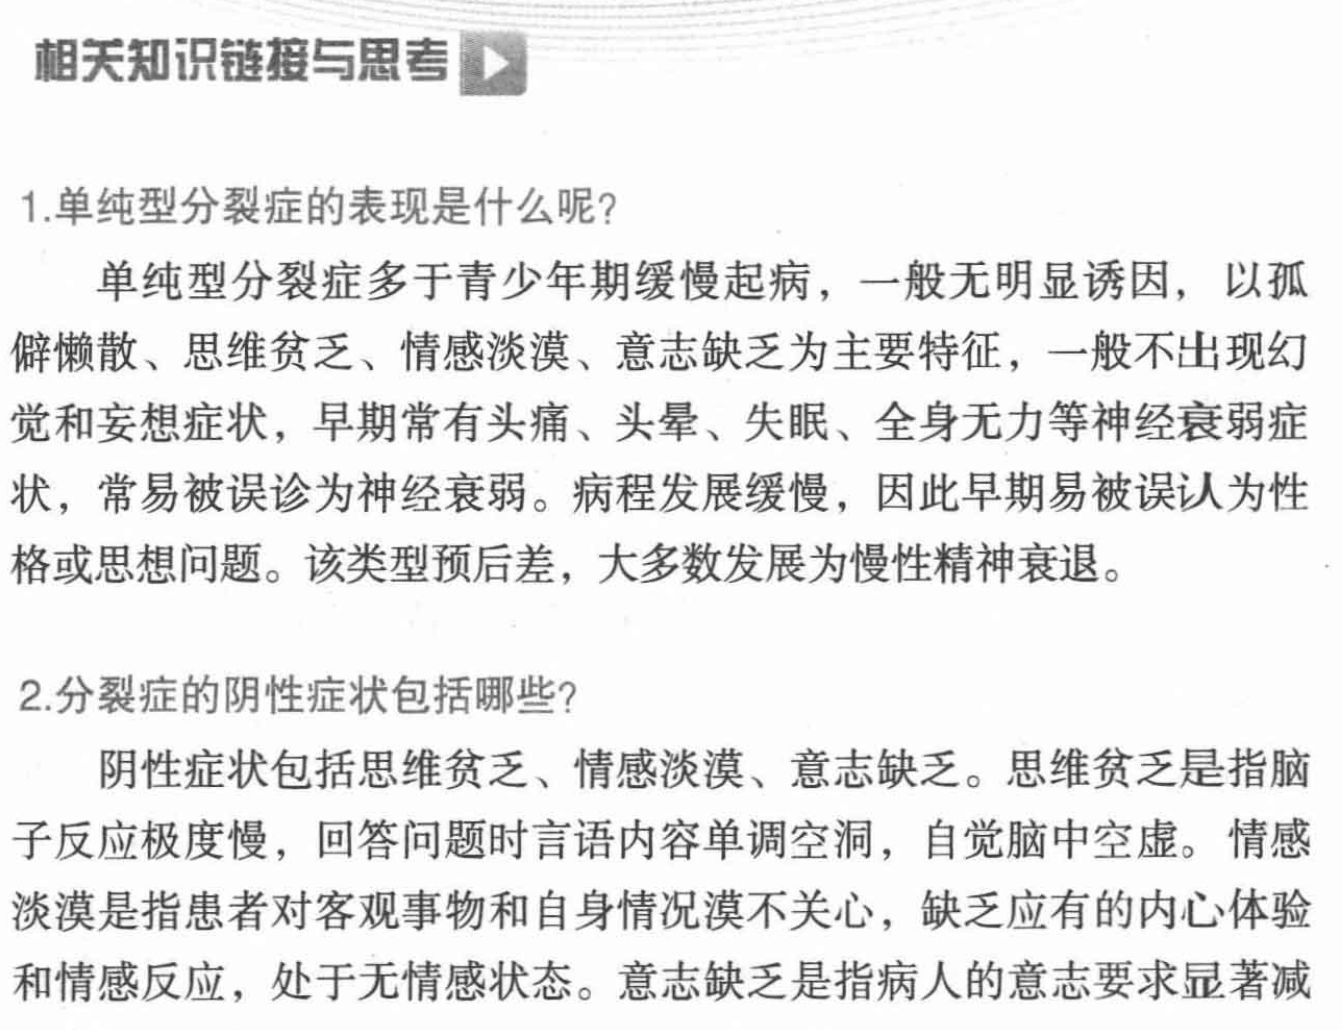 相关知识链接与思考
1.单纯型分裂症的表现是什么呢?
单纯型分裂症多于青少年期缓慢起病，一般无明显诱因，以孤
僻懒散、思维贫乏、情感淡漠、意志缺乏为主要特征，一般不出现幻
觉和妄想症状，早期常有头痛、头晕、失眠、全身无力等神经衰弱症
状，常易被误诊为神经衰弱。病程发展缓慢，因此早期易被误认为性
格或思想问题。该类型预后差，大多数发展为慢性精神衰退。
2.分裂症的阴性症状包括哪些?
阴性症状包括思维贫乏、情感淡漠、意志缺乏。思维贫乏是指脑
子反应极度慢，回答问题时言语内容单调空洞，自觉脑中空虚。情感
淡漠是指患者对客观事物和自身情况漠不关心，缺乏应有的内心体验
和情感反应，处于无情感状态。意志缺乏是指病人的意志要求显著减